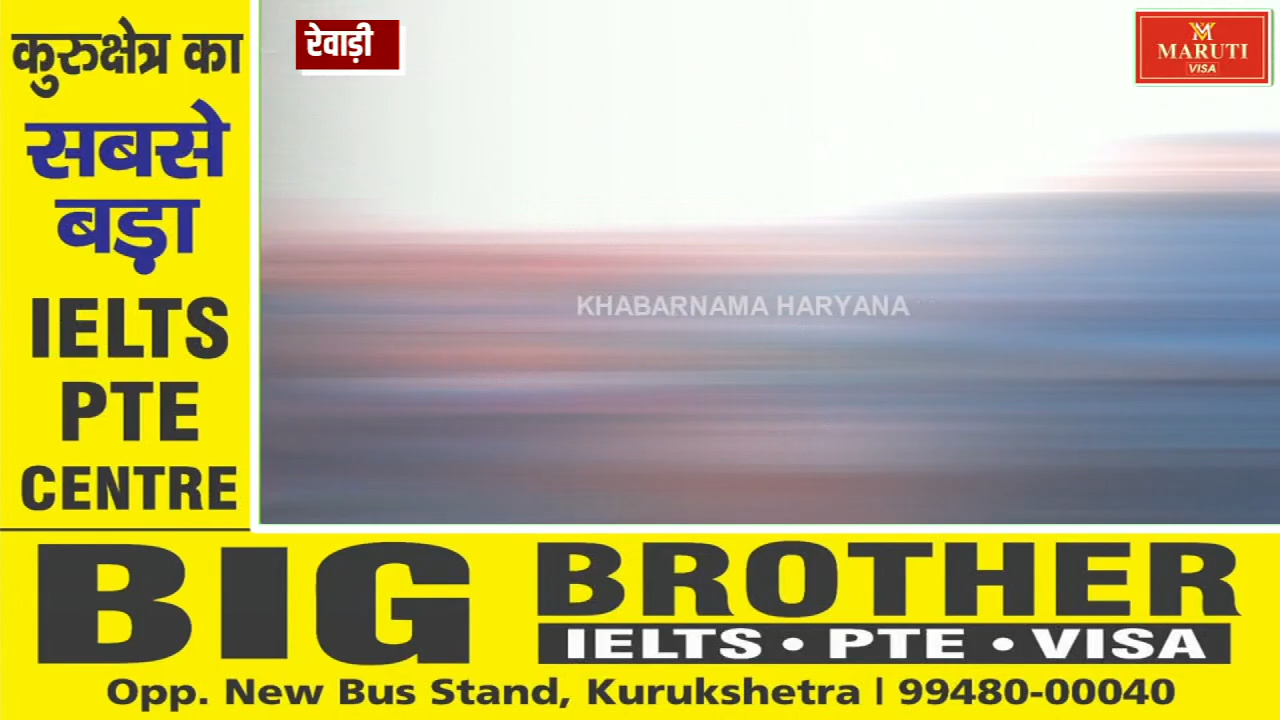 कुरुक्षेत्र का
सबसे
बड़ा
IELTS
PTE
CENTRE
रेवाड़ी
MARUTI
VISA
KHABARNAMA HARYANA
BIG BROTHER
IELTS • PTE • VISA
Opp. New Bus Stand, Kurukshetra | 99480-00040